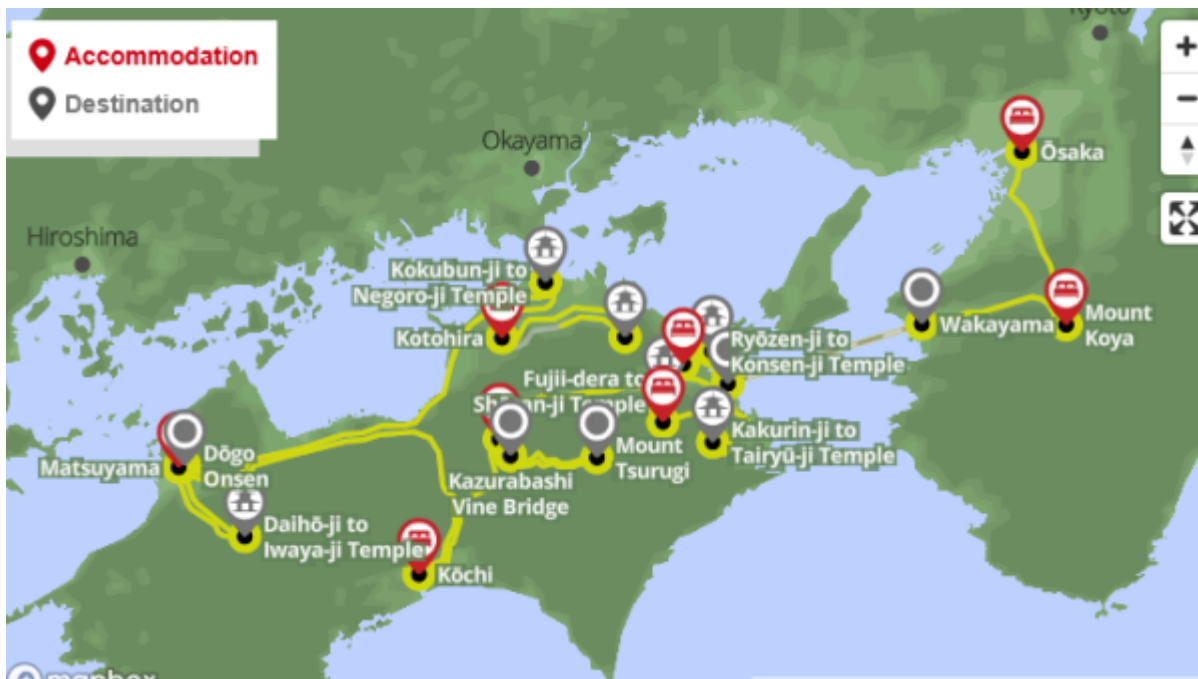 Accommodation
Destination
Kyōto
Okayama
Ōsaka
Hiroshima
Kokubun-ji to
Negoro-ji Temple
Kotohira
Wakayama
Mount
Koya
Ryōzen-ji to
Konsen-ji Temple
Fujii-dera to
Temple
Matsuyama
Dōgo
Onsen
Mount
Tsurugi
Kakurin-ji to
Tairyū-ji Temple
Kazurabashi
Vine Bridge
Daihō-ji to
Iwaya-ji Temple
Kōchi
mapbox